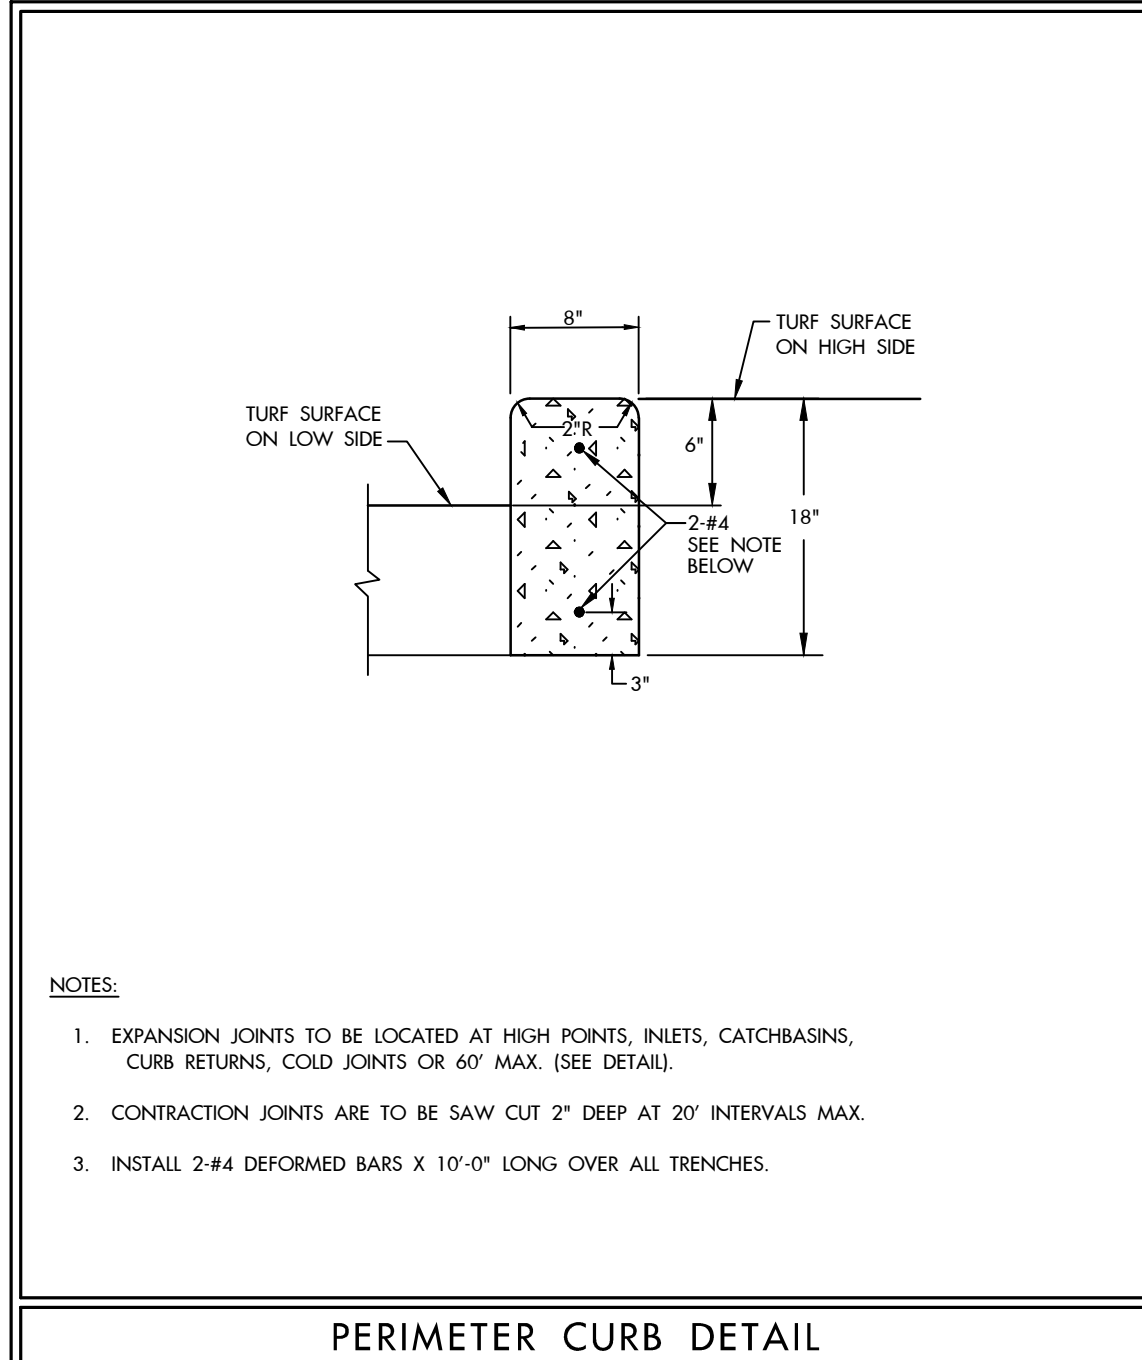 8"
TURF SURFACE
ON HIGH SIDE
TURF SURFACE
ON LOW SIDE
2"R
6"
18"
2-#4
SEE NOTE
BELOW
3"
NOTES:
1. EXPANSION JOINTS TO BE LOCATED AT HIGH POINTS, INLETS, CATCHBASINS,
CURB RETURNS, COLD JOINTS OR 60' MAX. (SEE DETAIL).
2. CONTRACTION JOINTS ARE TO BE SAW CUT 2" DEEP AT 20' INTERVALS MAX.
3. INSTALL 2-#4 DEFORMED BARS X 10'-0" LONG OVER ALL TRENCHES.
PERIMETER CURB DETAIL